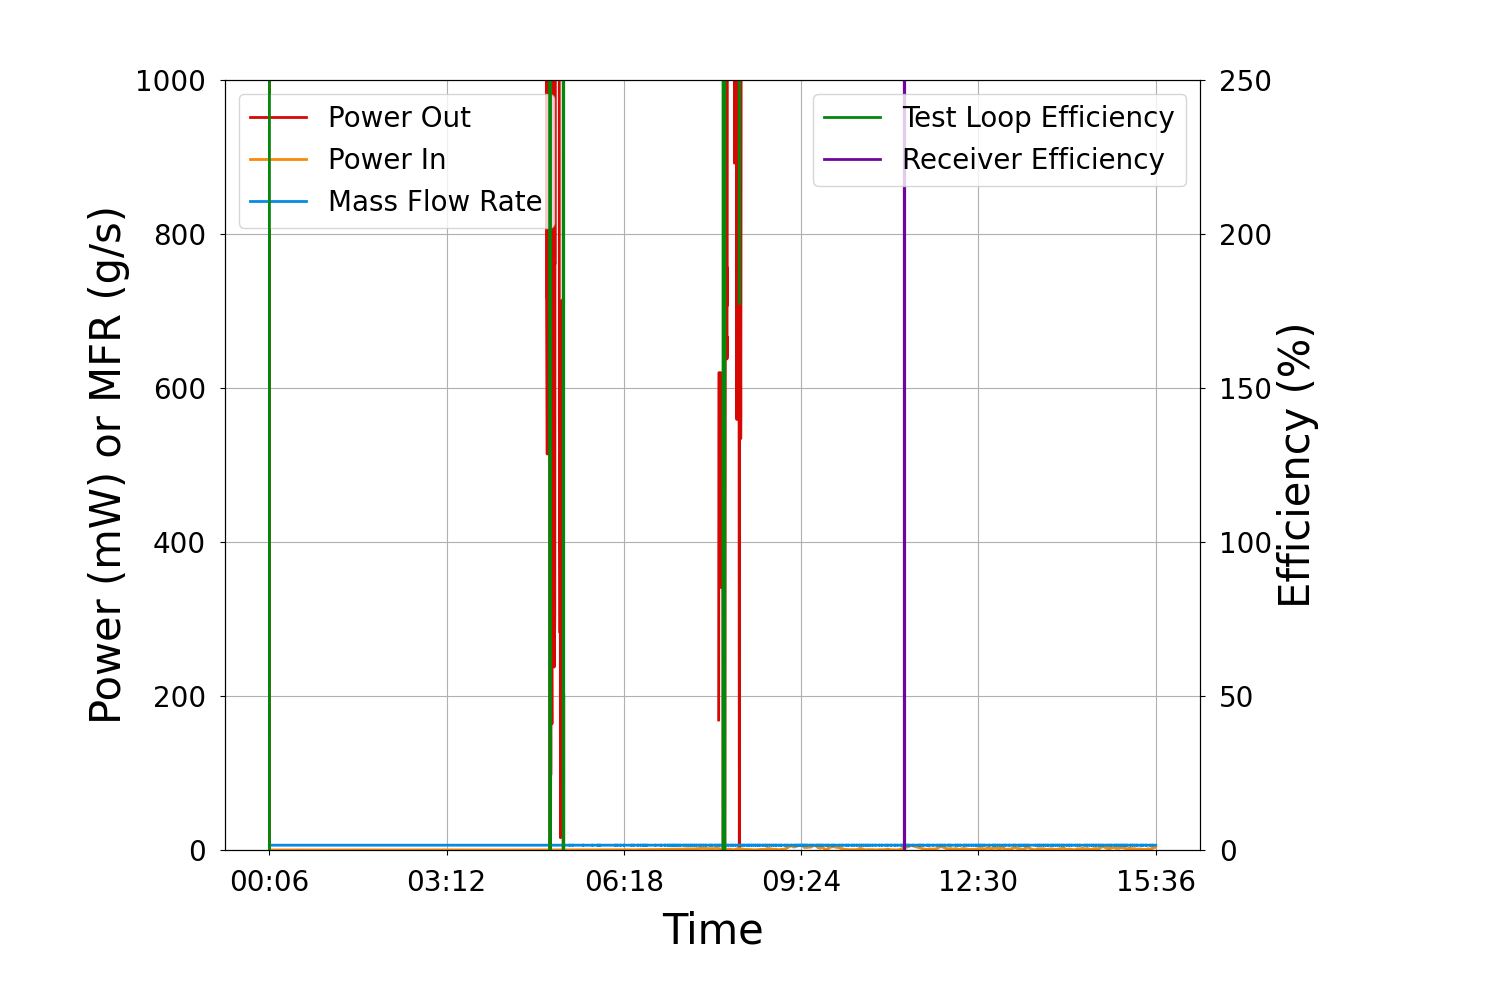 1000
800
600
400
200
0
Power (mW) or MFR (g/s)
Power Out
Power In
Mass Flow Rate
Test Loop Efficiency
Receiver Efficiency
250
200
150
100
50
0
Efficiency (%)
00:06 03:12 06:18 09:24 12:30 15:36
Time